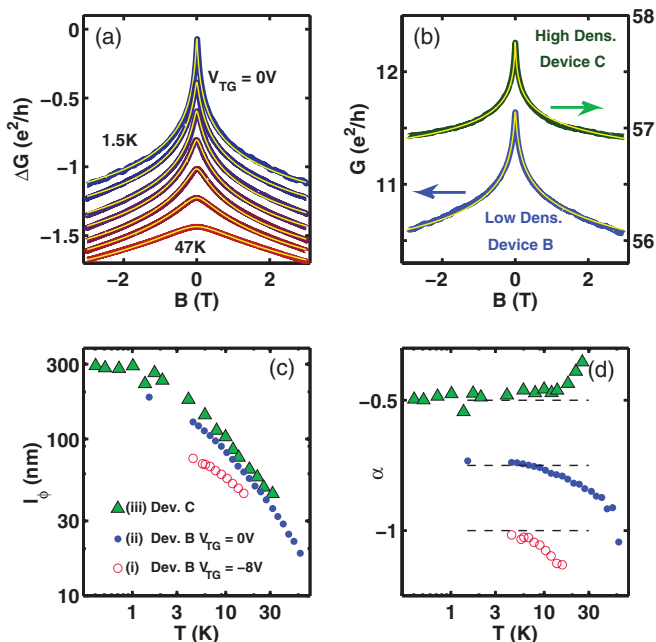 (a)
V_TG = 0V
1.5K
47K
0
−0.5
−1
−1.5
ΔG (e²/h)
−2 0 2
B (T)
(b)
High Dens.
Device C
Low Dens.
Device B
12
11
G (e²/h)
58
57
56
−2 0 2
B (T)
(c)
300
100
30
10
l_ϕ (nm)
(iii) Dev. C
(ii) Dev. B V_TG = 0V
(i) Dev. B V_TG = −8V
1 3 10 30
T (K)
(d)
−0.5
−1
α
1 3 10 30
T (K)